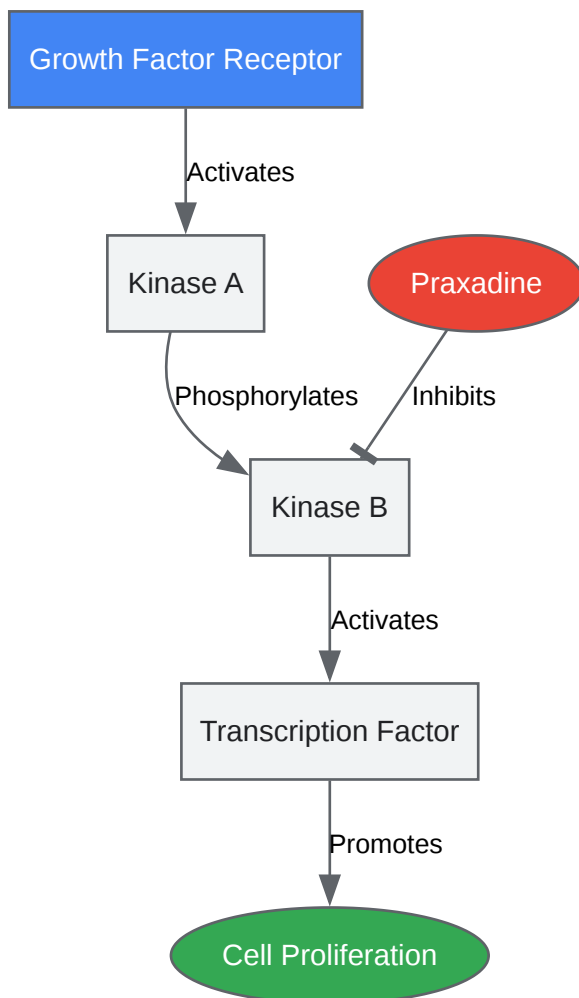 Growth Factor Receptor
Activates
Kinase A
Praxadine
Phosphorylates
Inhibits
Kinase B
Activates
Transcription Factor
Promotes
Cell Proliferation